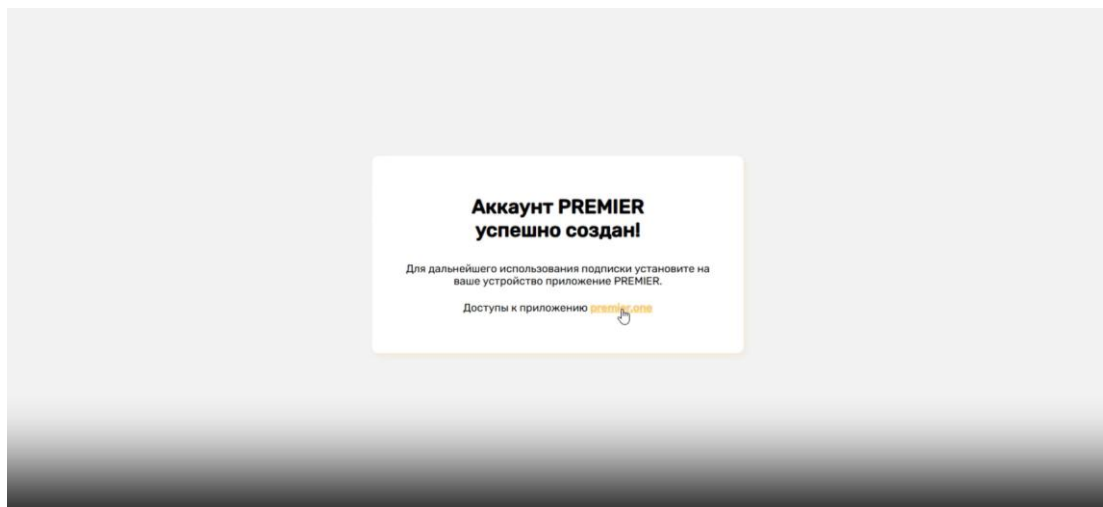 Аккаунт PREMIER
успешно создан!
Для дальнейшего использования подписки установите на
ваше устройство приложение PREMIER.
Доступы к приложению premier.one